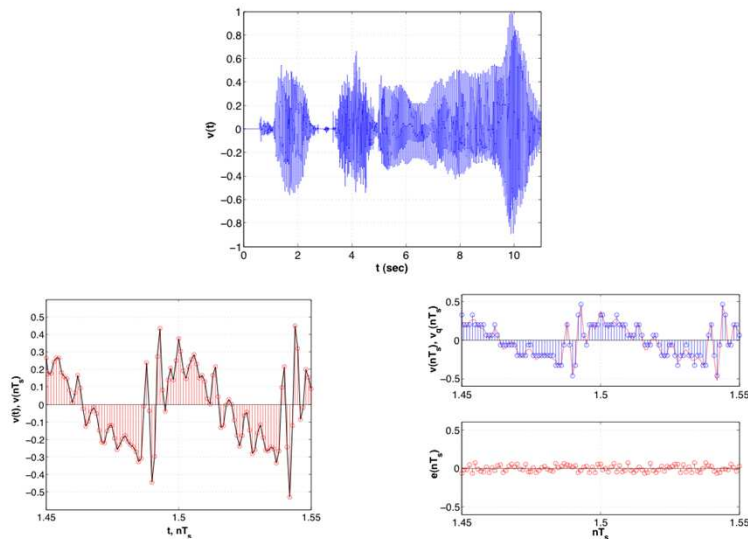 1
0.8
0.6
0.4
0.2
0
−0.2
−0.4
−0.6
−0.8
−1
v(t)
0 2 4 6 8 10
t (sec)
0.5
0.4
0.3
0.2
0.1
0
−0.1
−0.2
−0.3
−0.4
−0.5
v(t), v(nTₛ)
1.45 1.5 1.55
t, nTₛ
0.5
0
−0.5
v(nTₛ), v_q(nTₛ)
1.45 1.5 1.55
0.5
0
−0.5
e(nTₛ)
1.45 1.5 1.55
nTₛ